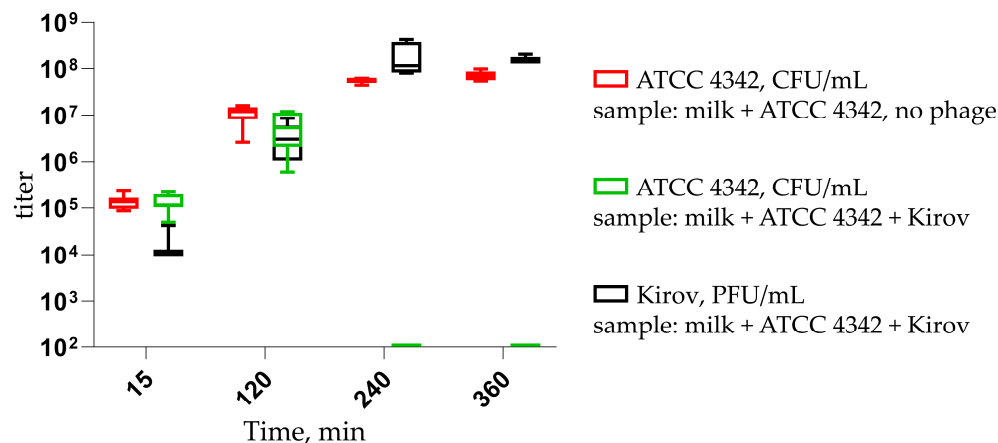 10⁹
10⁸
10⁷
10⁶
10⁵
10⁴
10³
10²
titer
15
120
240
360
Time, min
ATCC 4342, CFU/mL
sample: milk + ATCC 4342, no phage
ATCC 4342, CFU/mL
sample: milk + ATCC 4342 + Kirov
Kirov, PFU/mL
sample: milk + ATCC 4342 + Kirov